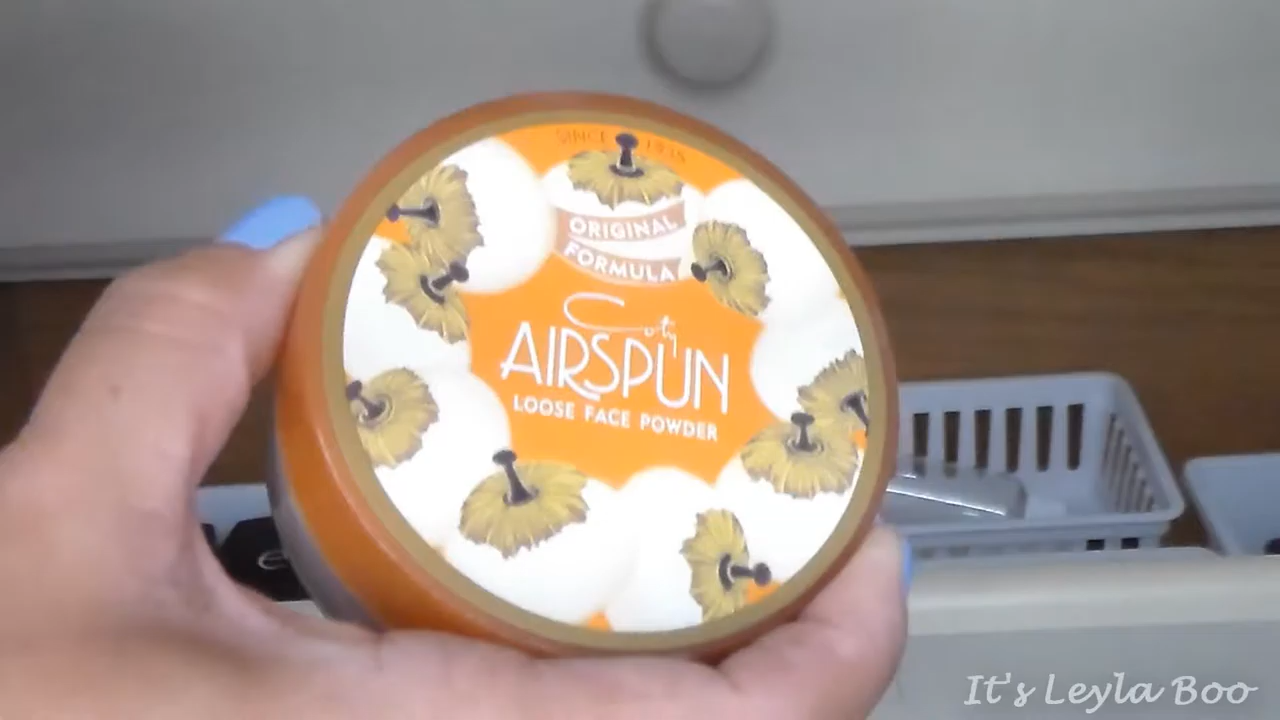 SINCE 1935
ORIGINAL
FORMULA
Coty
AIRSPUN
LOOSE FACE POWDER
It's Leyla Boo